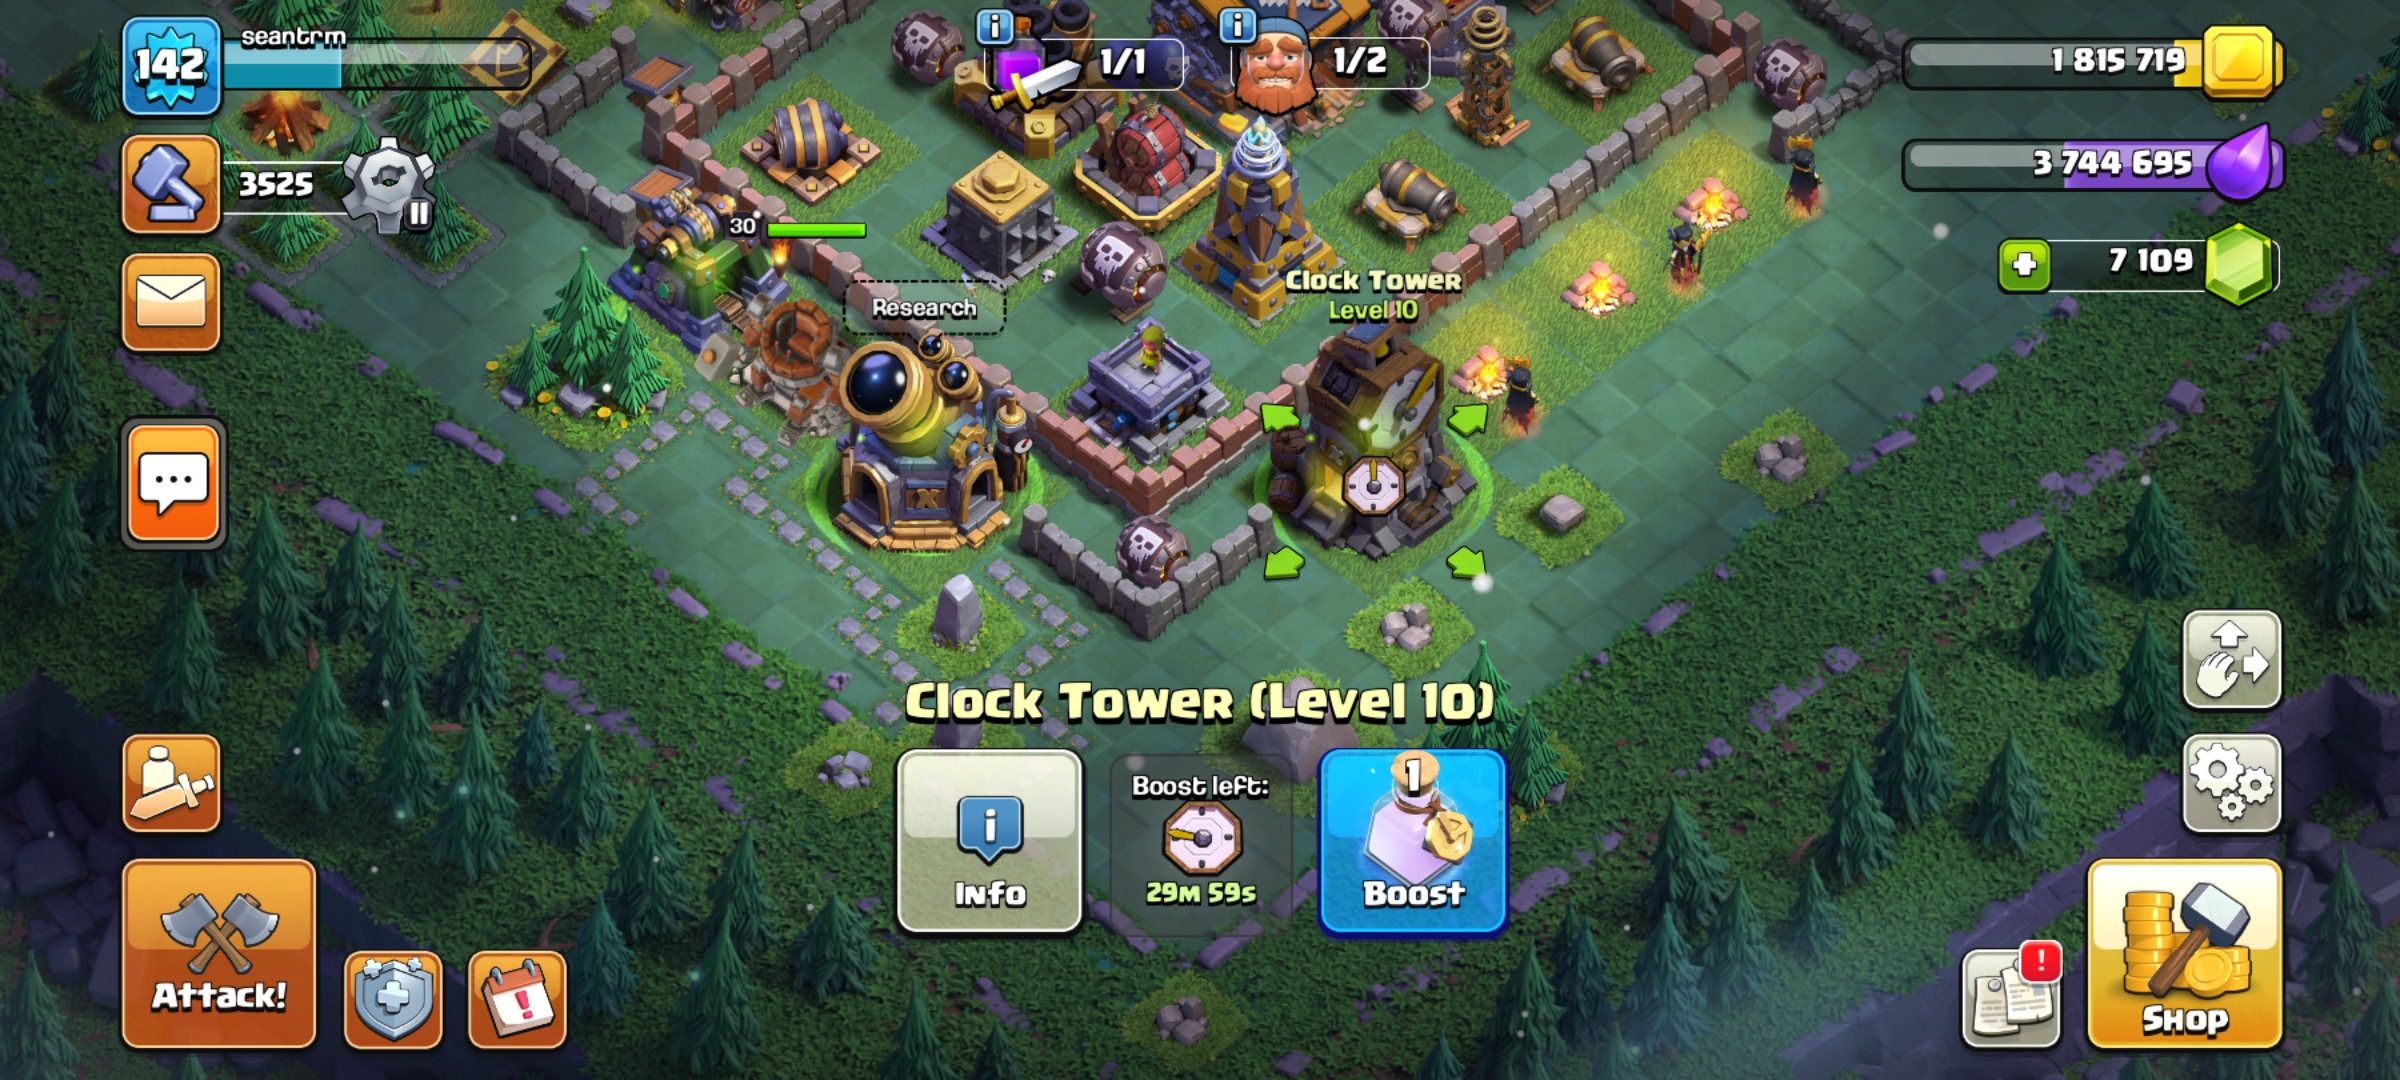 142
seantrm
1/1
1/2
1 815 719
3525
3 744 695
30
7 109
Clock Tower
Level 10
Research
Clock Tower (Level 10)
Info
Boost left:
29m 59s
1
Boost
Attack!
Shop